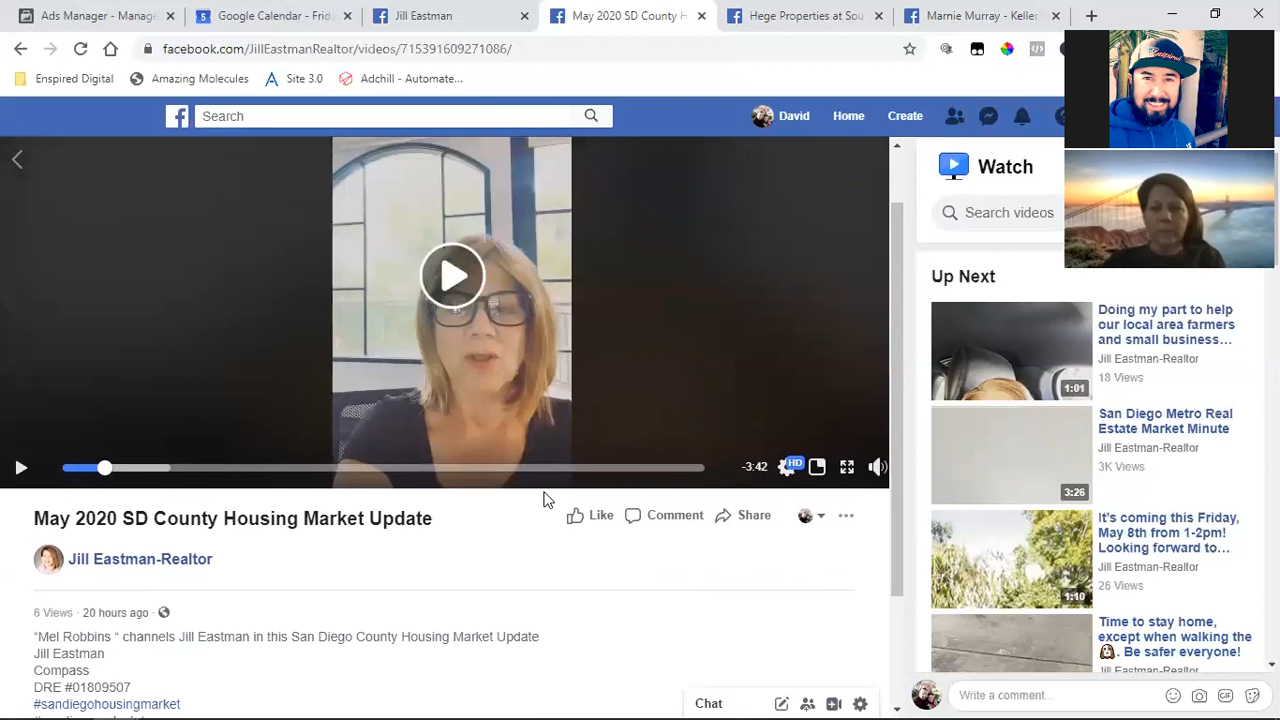 Ads Manager - Manage
Google Calendar - Frid
Jill Eastman
May 2020 SD County H
Hege Properties at Sou
Marnie Murray - Keller
facebook.com/JillEastmanRealtor/videos/715391609271086/
Enspired Digital
Amazing Molecules
Site 3.0
Adchill - Automate...
Search
David
Home
Create
Watch
Search videos
Up Next
Doing my part to help
our local area farmers
and small business...
Jill Eastman-Realtor
18 Views
1:01
San Diego Metro Real
Estate Market Minute
Jill Eastman-Realtor
3K Views
3:26
It's coming this Friday,
May 8th from 1-2pm!
Looking forward to...
Jill Eastman-Realtor
26 Views
1:10
Time to stay home,
except when walking the
. Be safer everyone!
Jill Eastman-Realtor
-3:42
HD
May 2020 SD County Housing Market Update
Like
Comment
Share
Jill Eastman-Realtor
6 Views · 20 hours ago
“Mel Robbins “ channels Jill Eastman in this San Diego County Housing Market Update
Jill Eastman
Compass
DRE #01809507
#sandiegohousingmarket
Chat
Write a comment...
GIF